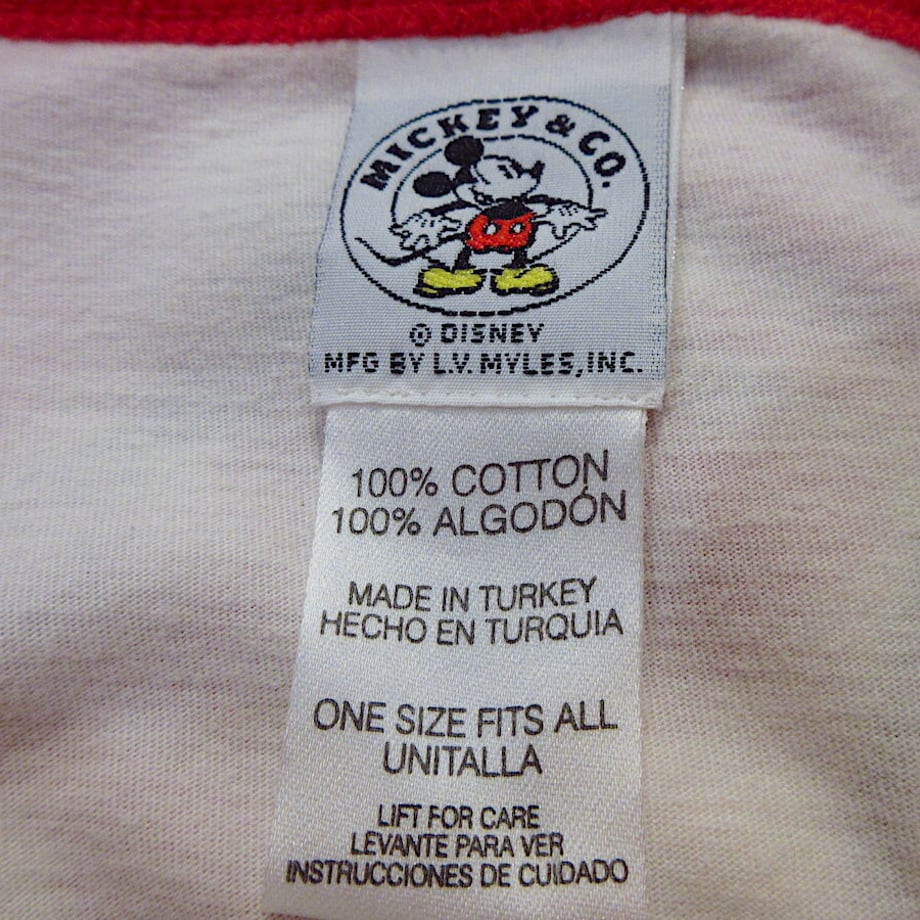 MICKEY & CO.
© DISNEY
MFG BY L.V. MYLES, INC.
100% COTTON
100% ALGODÓN
MADE IN TURKEY
HECHO EN TURQUIA
ONE SIZE FITS ALL
UNITALLA
LIFT FOR CARE
LEVANTE PARA VER
INSTRUCCIONES DE CUIDADO